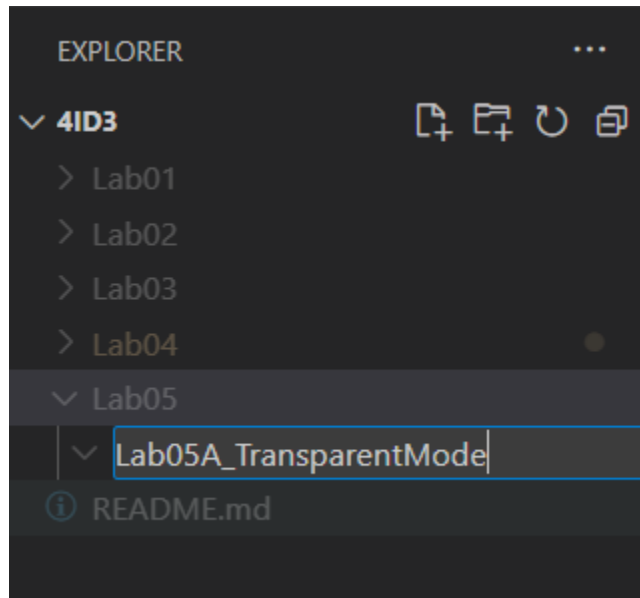 EXPLORER
4ID3
Lab01
Lab02
Lab03
Lab04
Lab05
Lab05A_TransparentMode
README.md